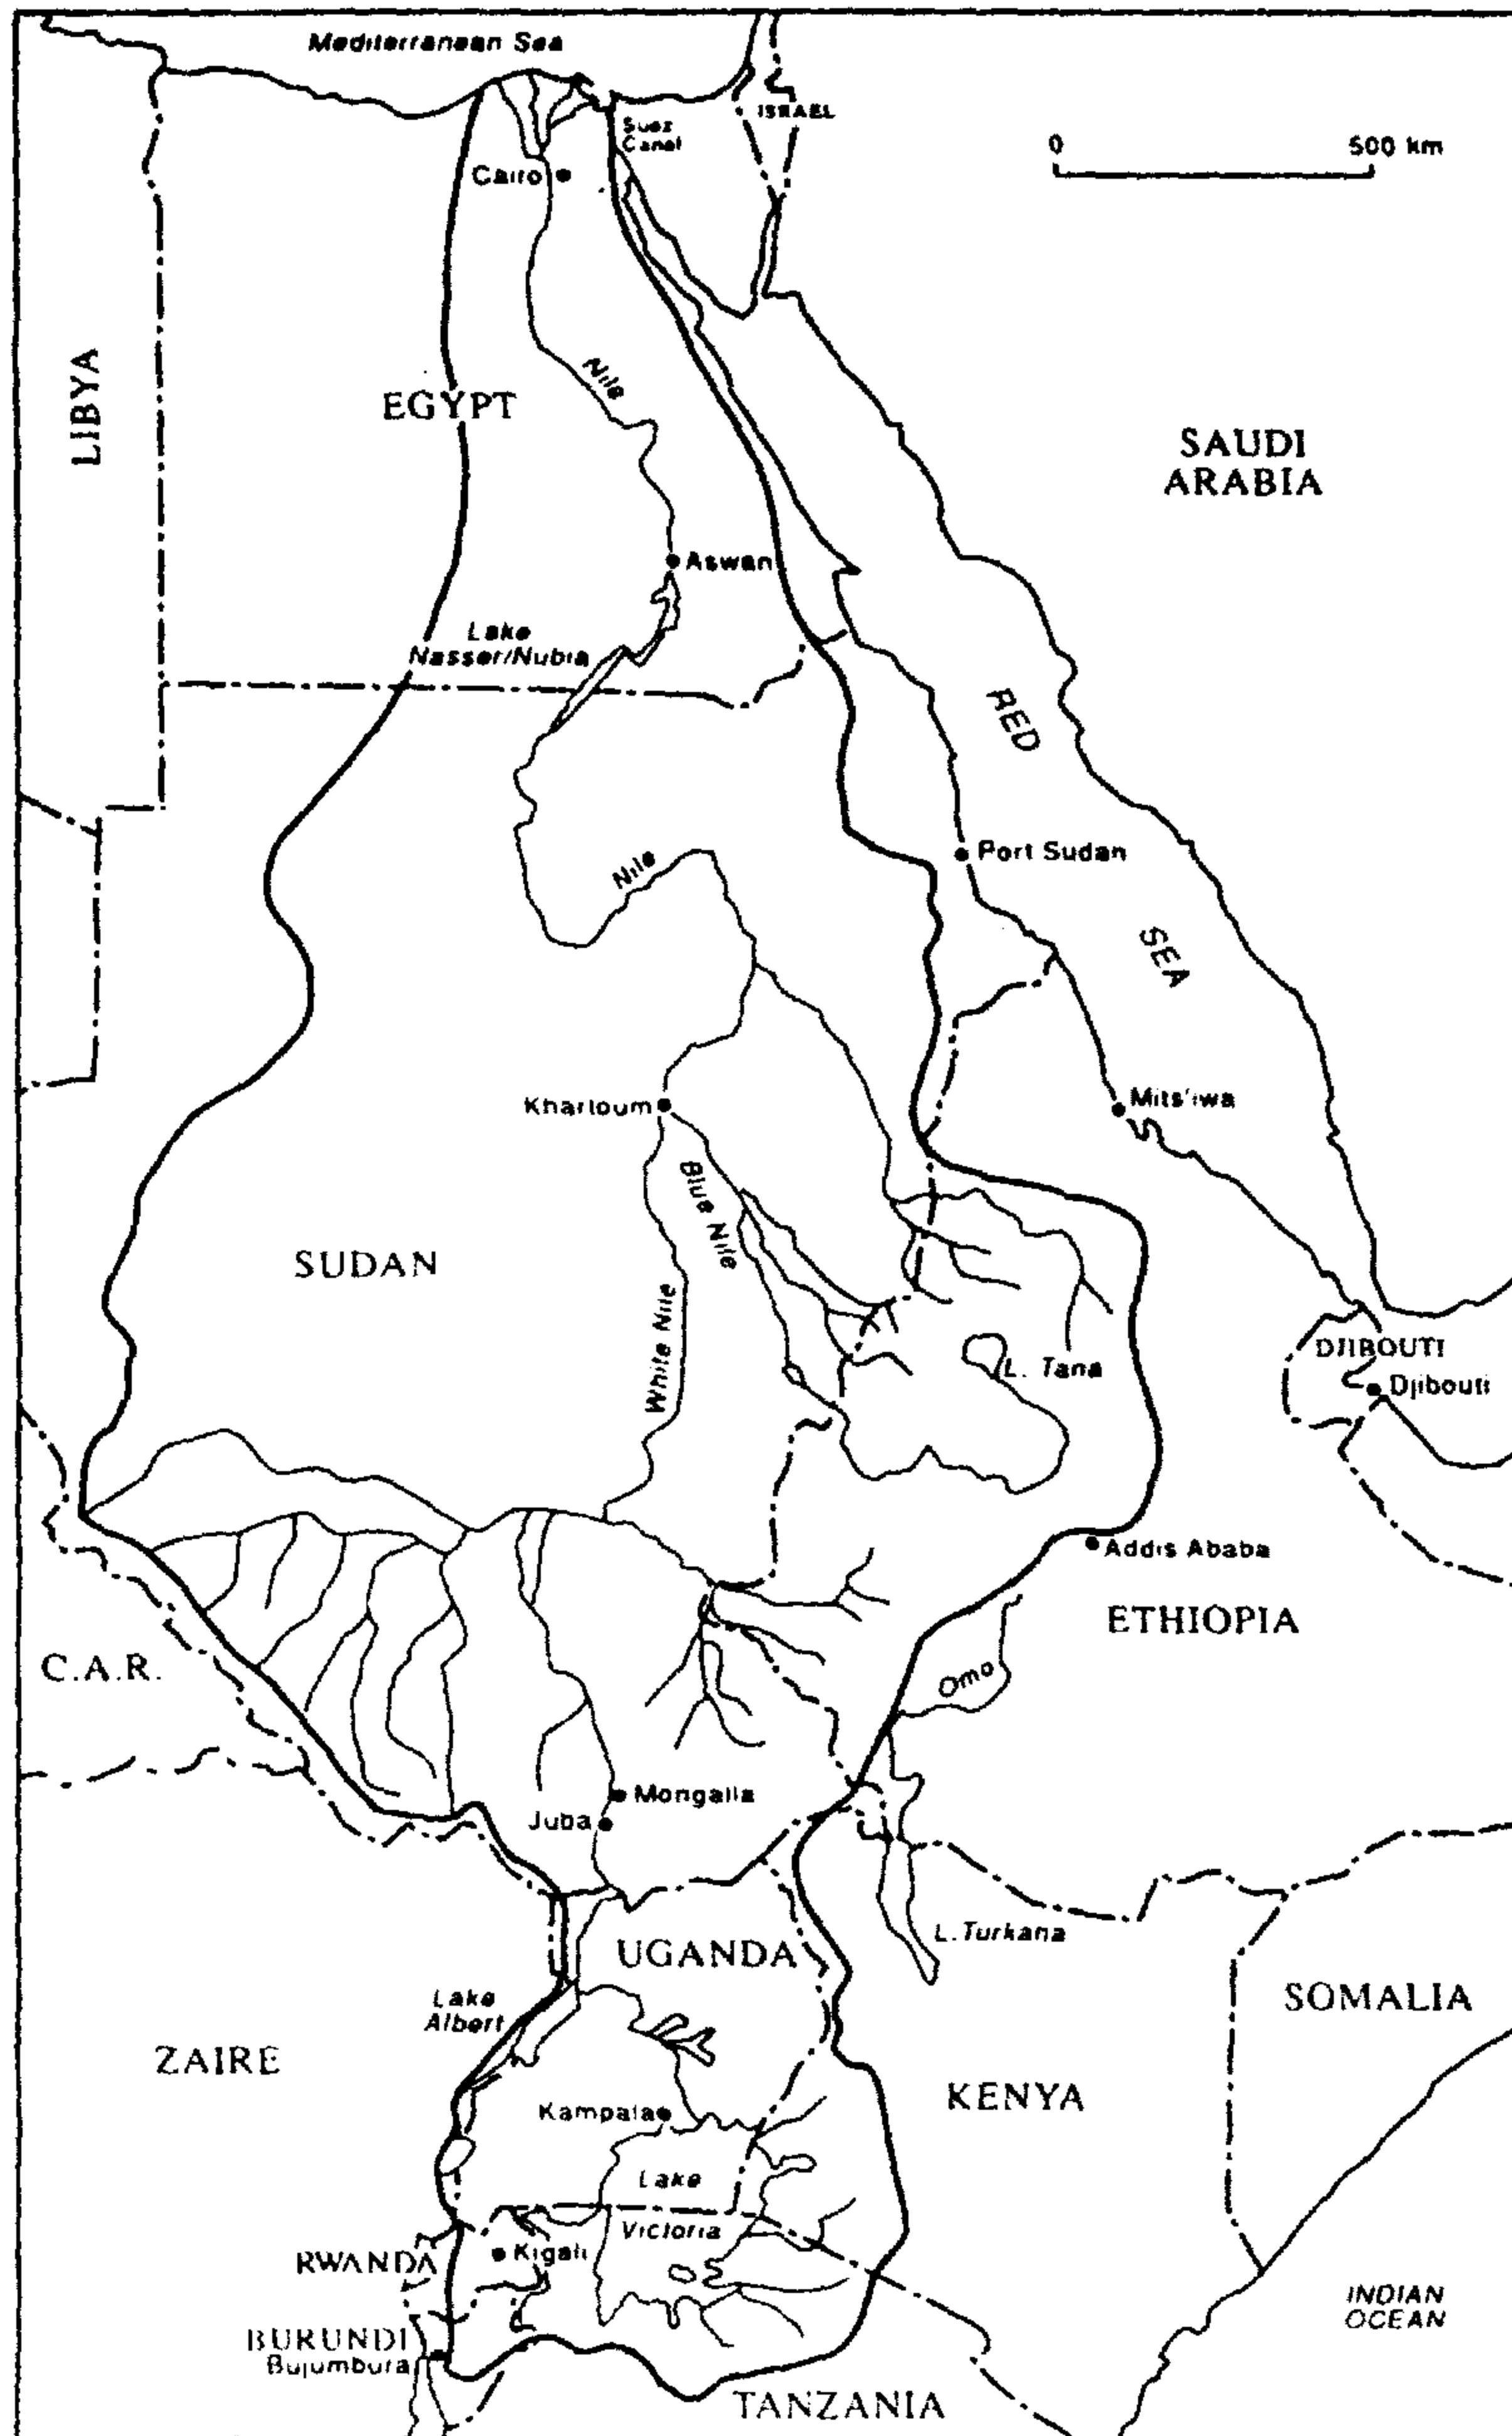 Mediterranean Sea
ISRAEL
Suez
Canal
0 500 km
Cairo
LIBYA
EGYPT
Nile
SAUDI
ARABIA
Aswan
Lake
Nasser/Nubia
RED
SEA
Port Sudan
Nile
Khartoum
Mits'iwa
Blue Nile
SUDAN
White Nile
L. Tana
DJIBOUTI
Djibouti
Addis Ababa
ETHIOPIA
C.A.R.
Omo
Mongalla
Juba
L. Turkana
UGANDA
SOMALIA
Lake
Albert
ZAIRE
KENYA
Kampala
Lake
Victoria
RWANDA
Kigali
INDIAN
OCEAN
BURUNDI
Bujumbura
TANZANIA